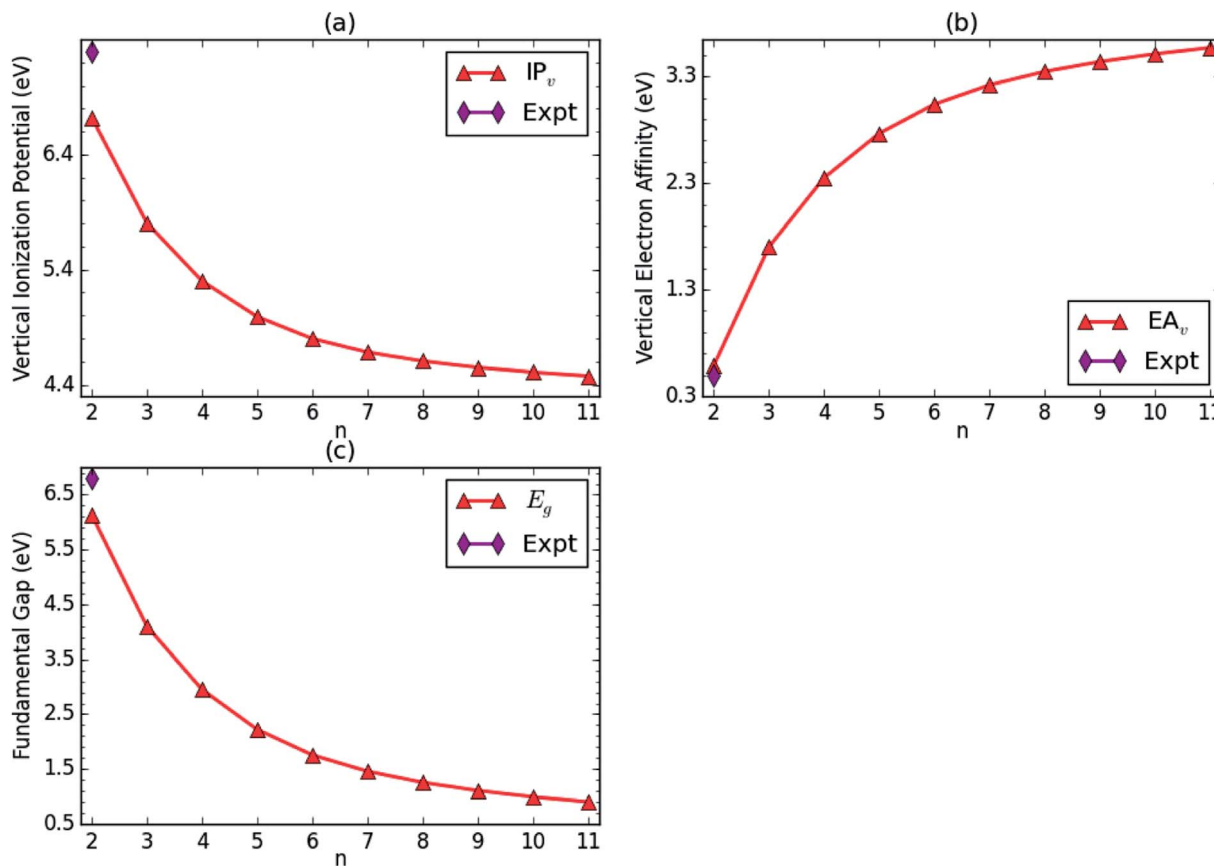 (a)
Vertical Ionization Potential (eV)
6.4
5.4
4.4
IPv
Expt
2 3 4 5 6 7 8 9 10 11
n
(b)
Vertical Electron Affinity (eV)
3.3
2.3
1.3
0.3
EAv
Expt
2 3 4 5 6 7 8 9 10 11
n
(c)
Fundamental Gap (eV)
6.5
5.5
4.5
3.5
2.5
1.5
0.5
Eg
Expt
2 3 4 5 6 7 8 9 10 11
n